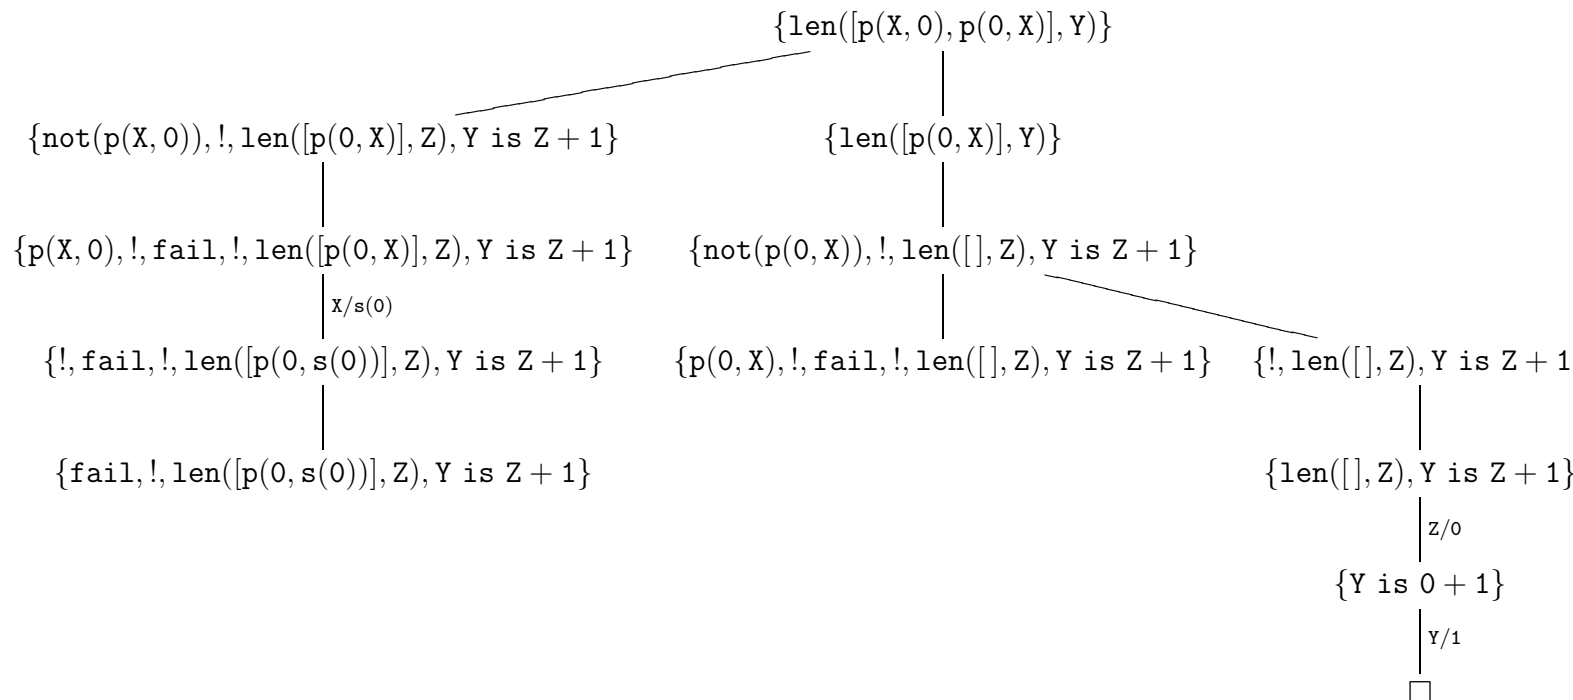 {len([p(X, 0), p(0, X)], Y)}
{not(p(X, 0)), !, len([p(0, X)], Z), Y is Z + 1}
{len([p(0, X)], Y)}
{p(X, 0), !, fail, !, len([p(0, X)], Z), Y is Z + 1}
{not(p(0, X)), !, len([ ], Z), Y is Z + 1}
X/s(0)
{!, fail, !, len([p(0, s(0))], Z), Y is Z + 1}
{p(0, X), !, fail, !, len([ ], Z), Y is Z + 1}
{!, len([ ], Z), Y is Z + 1
{fail, !, len([p(0, s(0))], Z), Y is Z + 1}
{len([ ], Z), Y is Z + 1}
Z/0
{Y is 0 + 1}
Y/1